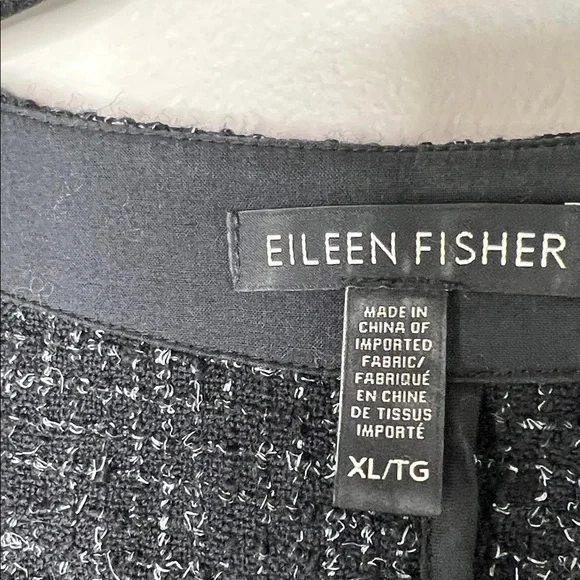 EILEEN FISHER
MADE IN
CHINA OF
IMPORTED
FABRIC/
FABRIQUÉ
EN CHINE
DE TISSUS
IMPORTÉ
XL/TG